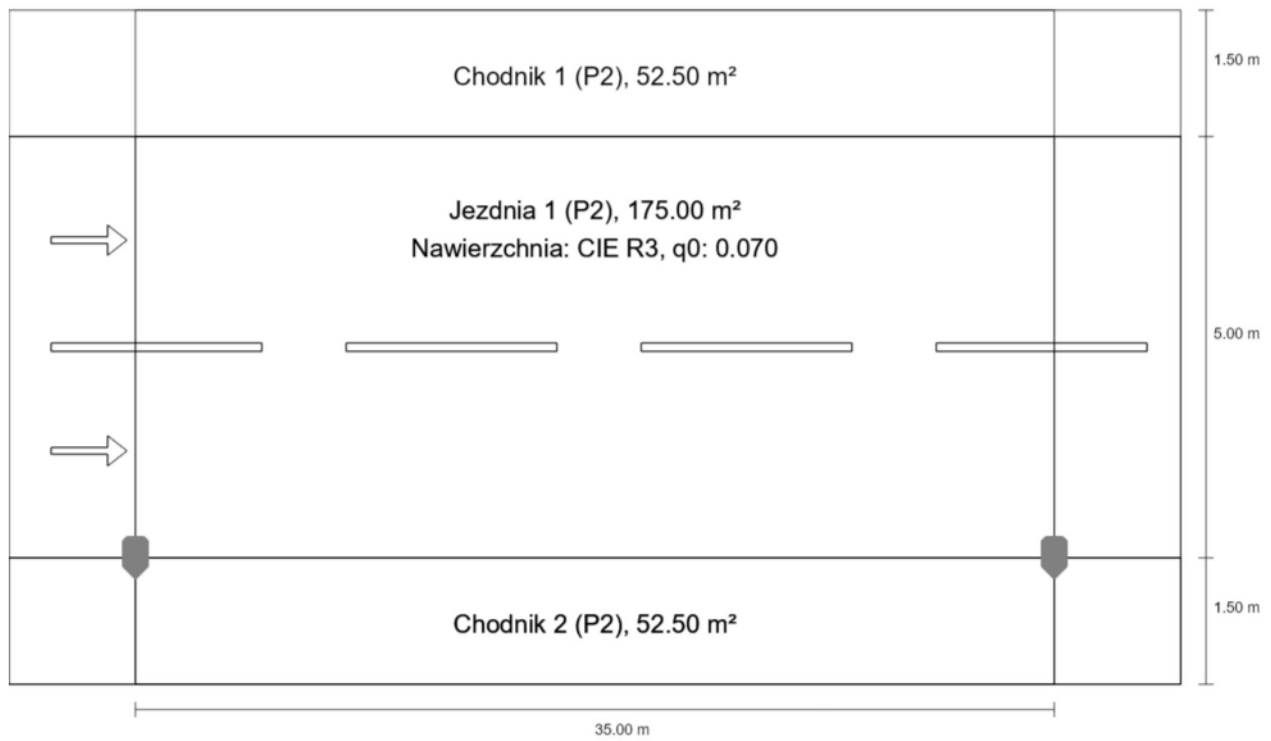 Chodnik 1 (P2), 52.50 m²
1.50 m
Jezdnia 1 (P2), 175.00 m²
Nawierzchnia: CIE R3, q0: 0.070
5.00 m
Chodnik 2 (P2), 52.50 m²
1.50 m
35.00 m